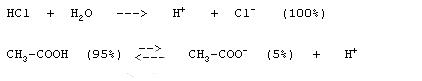 HCl + H₂O ---> H⁺ + Cl⁻ (100%)
CH₃-COOH (95%) --> <--- CH₃-COO⁻ (5%) + H⁺